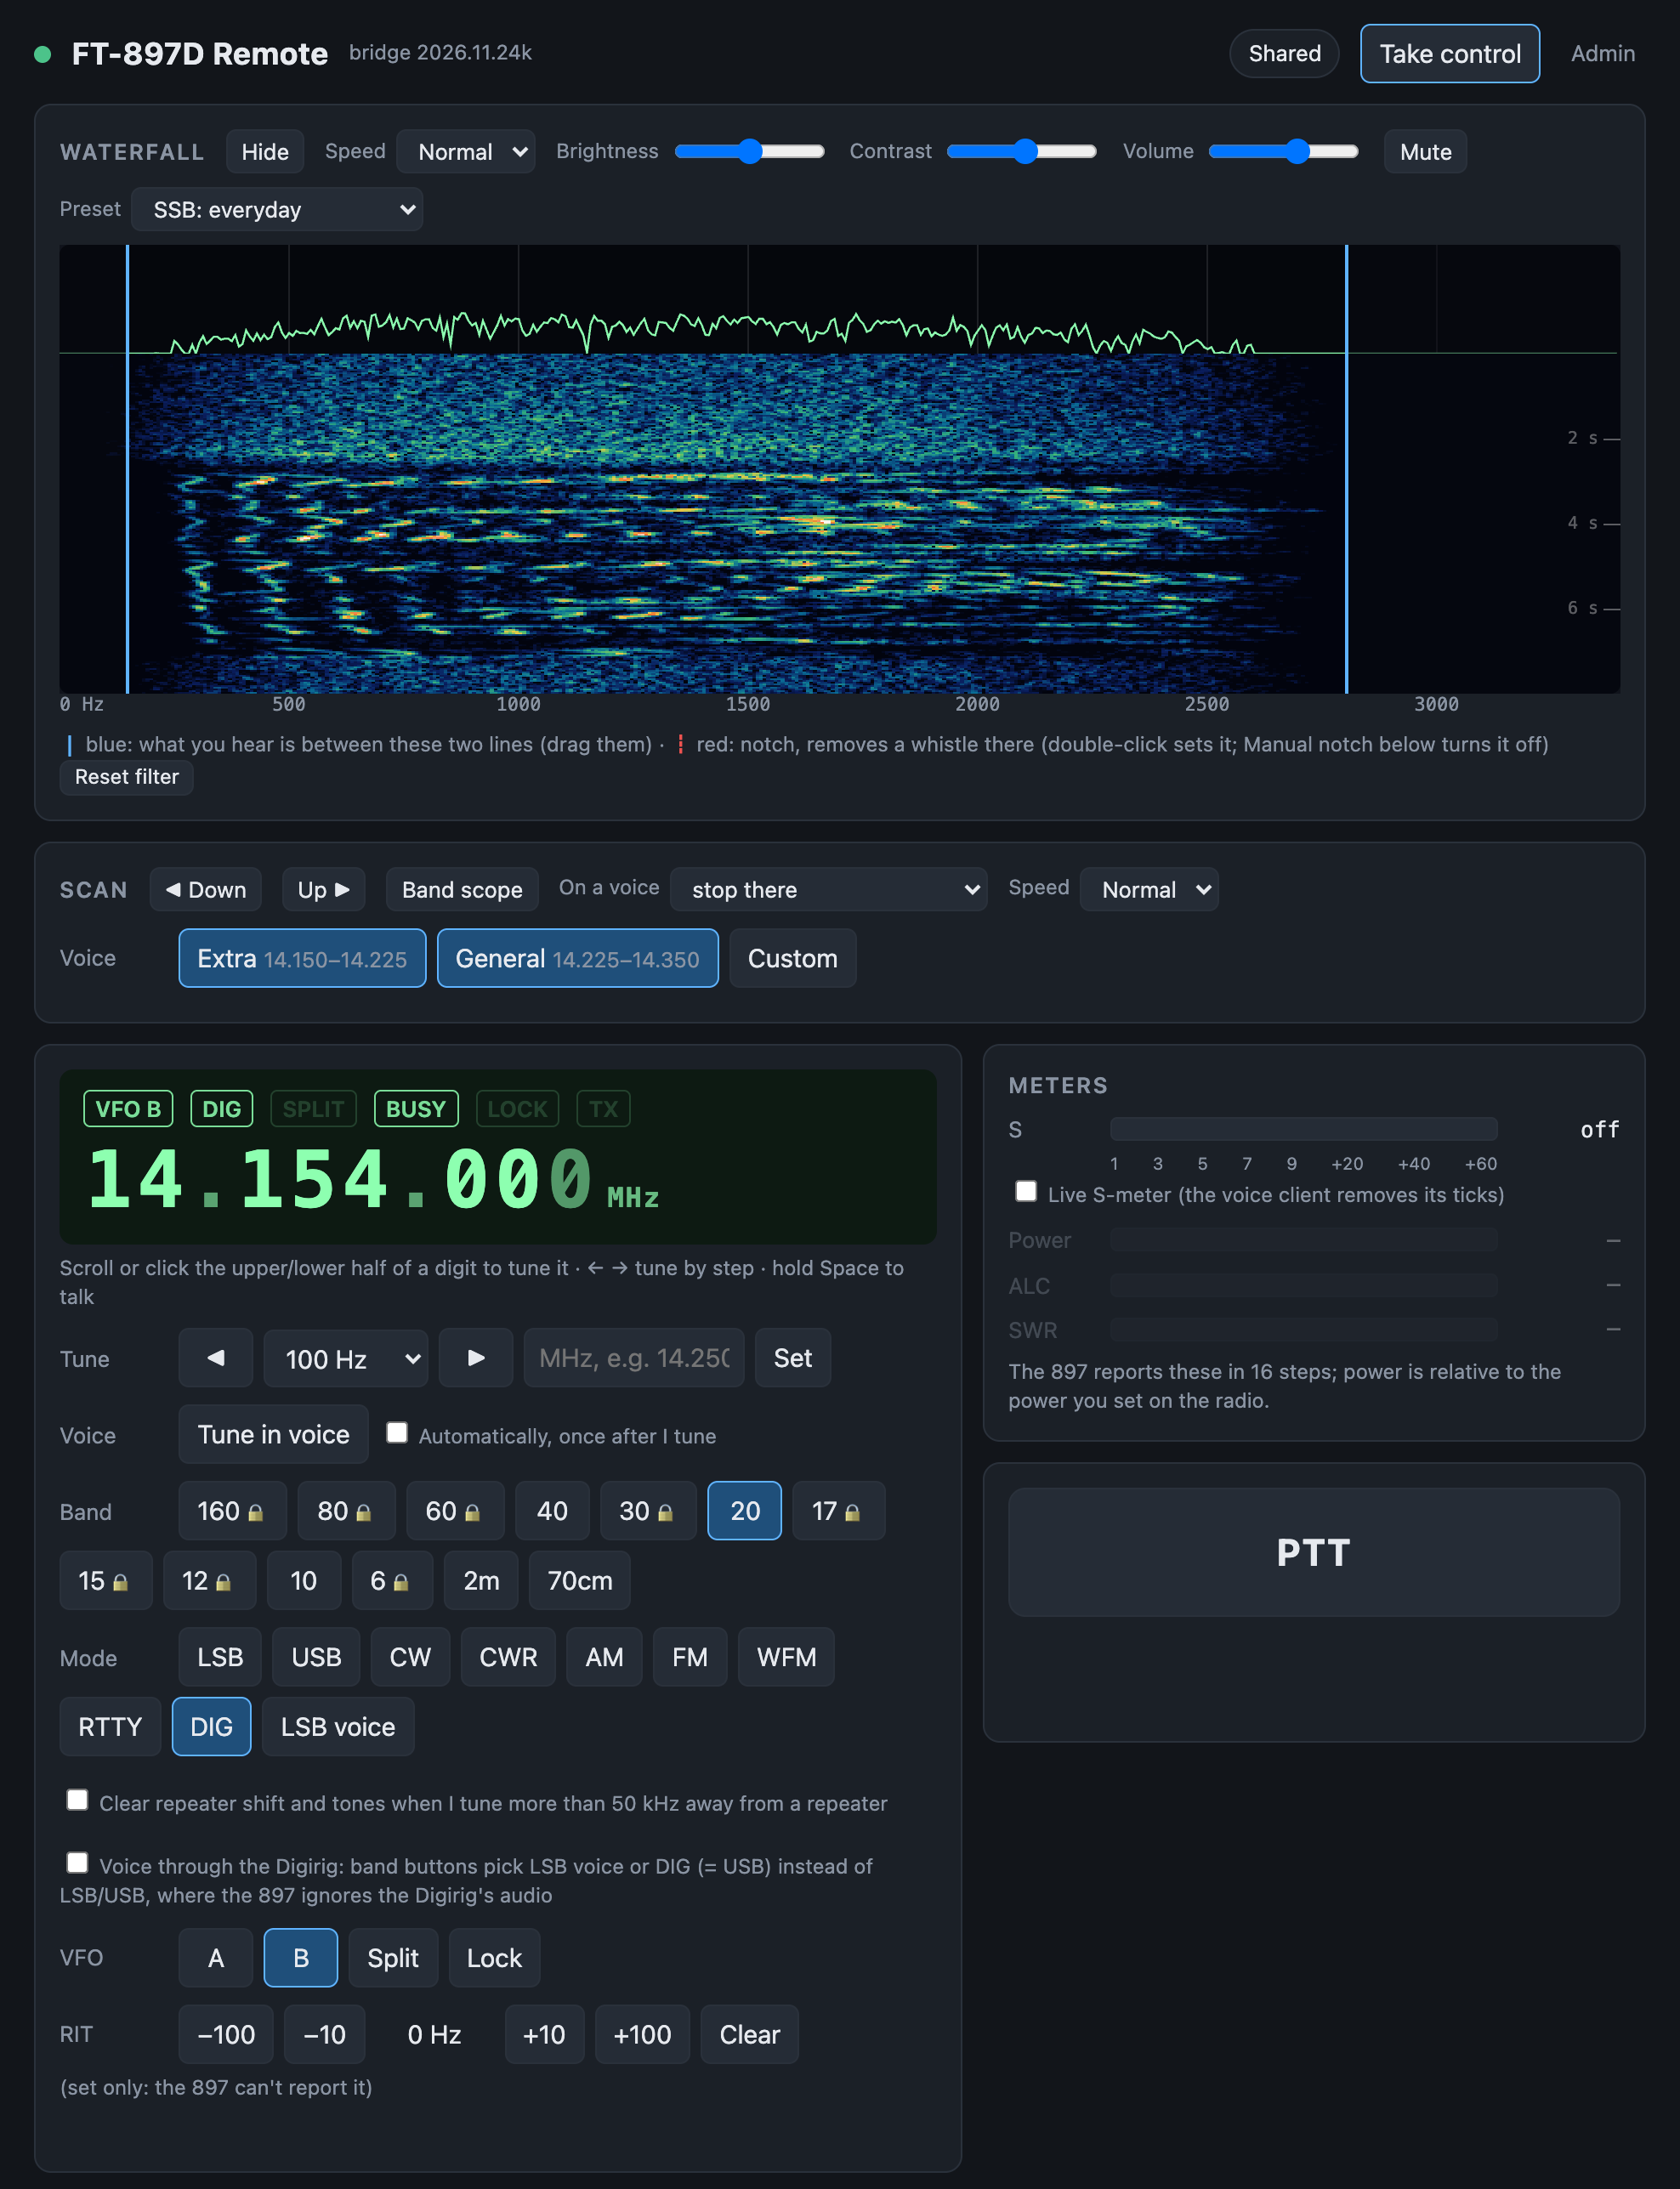 FT-897D Remote bridge 2026.11.24k Shared Take control Admin
WATERFALL Hide Speed Normal Brightness Contrast Volume Mute
Preset SSB: everyday
2 s
4 s
6 s
0 Hz 500 1000 1500 2000 2500 3000
blue: what you hear is between these two lines (drag them) · red: notch, removes a whistle there (double-click sets it; Manual notch below turns it off)
Reset filter
SCAN ◀ Down Up ▶ Band scope On a voice stop there Speed Normal
Voice Extra 14.150–14.225 General 14.225–14.350 Custom
VFO B DIG SPLIT BUSY LOCK TX
14.154.000 MHz
Scroll or click the upper/lower half of a digit to tune it · ← → tune by step · hold Space to
talk
Tune ◀ 100 Hz ▶ MHz, e.g. 14.250 Set
Voice Tune in voice Automatically, once after I tune
Band 160 🔒 80 🔒 60 🔒 40 30 🔒 20 17 🔒
15 🔒 12 🔒 10 6 🔒 2m 70cm
Mode LSB USB CW CWR AM FM WFM
RTTY DIG LSB voice
Clear repeater shift and tones when I tune more than 50 kHz away from a repeater
Voice through the Digirig: band buttons pick LSB voice or DIG (= USB) instead of
LSB/USB, where the 897 ignores the Digirig's audio
VFO A B Split Lock
RIT −100 −10 0 Hz +10 +100 Clear
(set only: the 897 can't report it)
METERS
S off
1 3 5 7 9 +20 +40 +60
Live S-meter (the voice client removes its ticks)
Power –
ALC –
SWR –
The 897 reports these in 16 steps; power is relative to the
power you set on the radio.
PTT